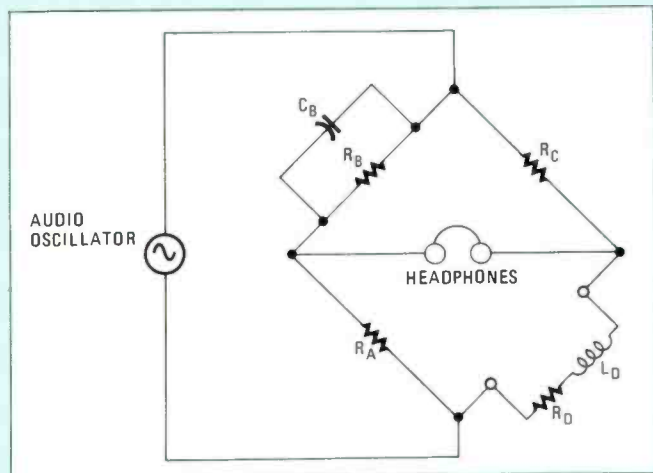 C_B
R_B
R_C
AUDIO
OSCILLATOR
HEADPHONES
R_A
L_D
R_D